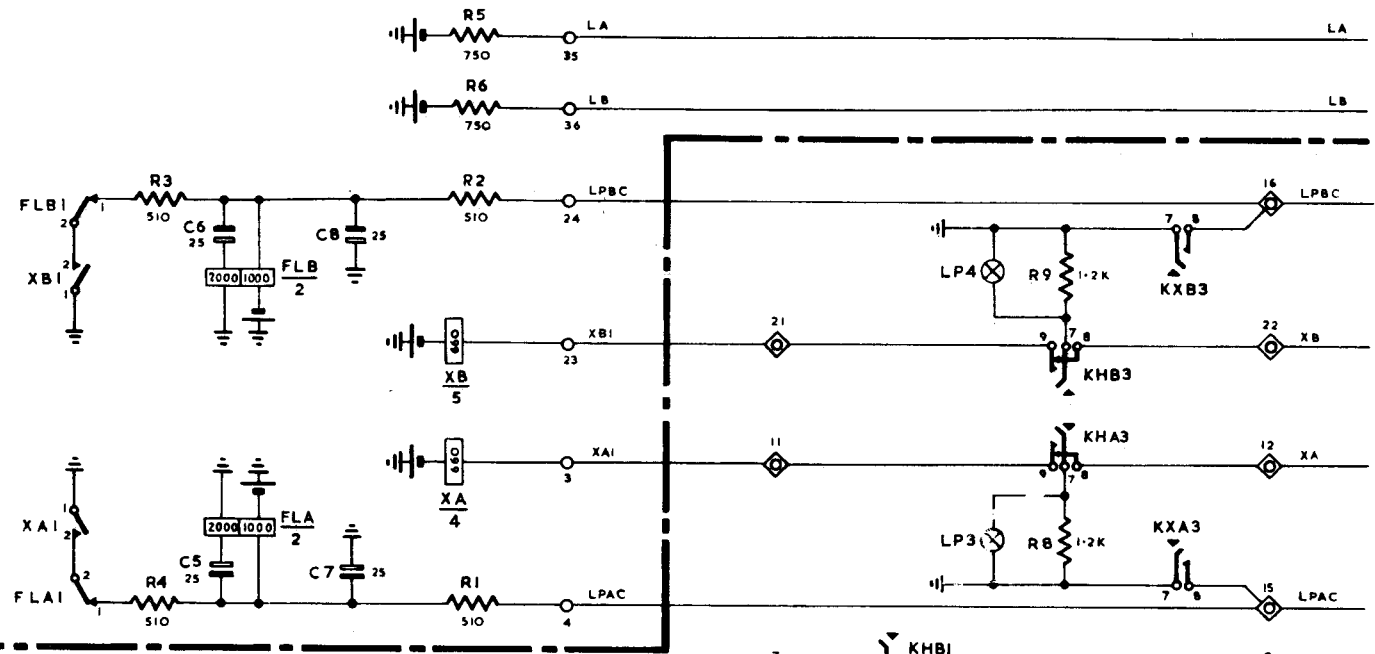 R5
LA
LA
750
35
R6
LB
LB
750
36
R3
R2
LPBC
16
LPBC
FLB1
1
510
510
24
2
C6
25
C8
25
7 8
2
XB1
1
2000 1000
FLB
2
LP4
R9
1·2K
KXB3
XB1
21
9 7 8
22
XB
660
23
XB
5
KHB3
KHA3
XA1
11
12
XA
660
3
9 7 8
XA
4
1
XA1
2
2000 1000
FLA
2
LP3
R8
1·2K
KXA3
C5
25
C7
25
2
R4
R1
LPAC
7 8
15
LPAC
FLA1
1
510
510
4
KHB1